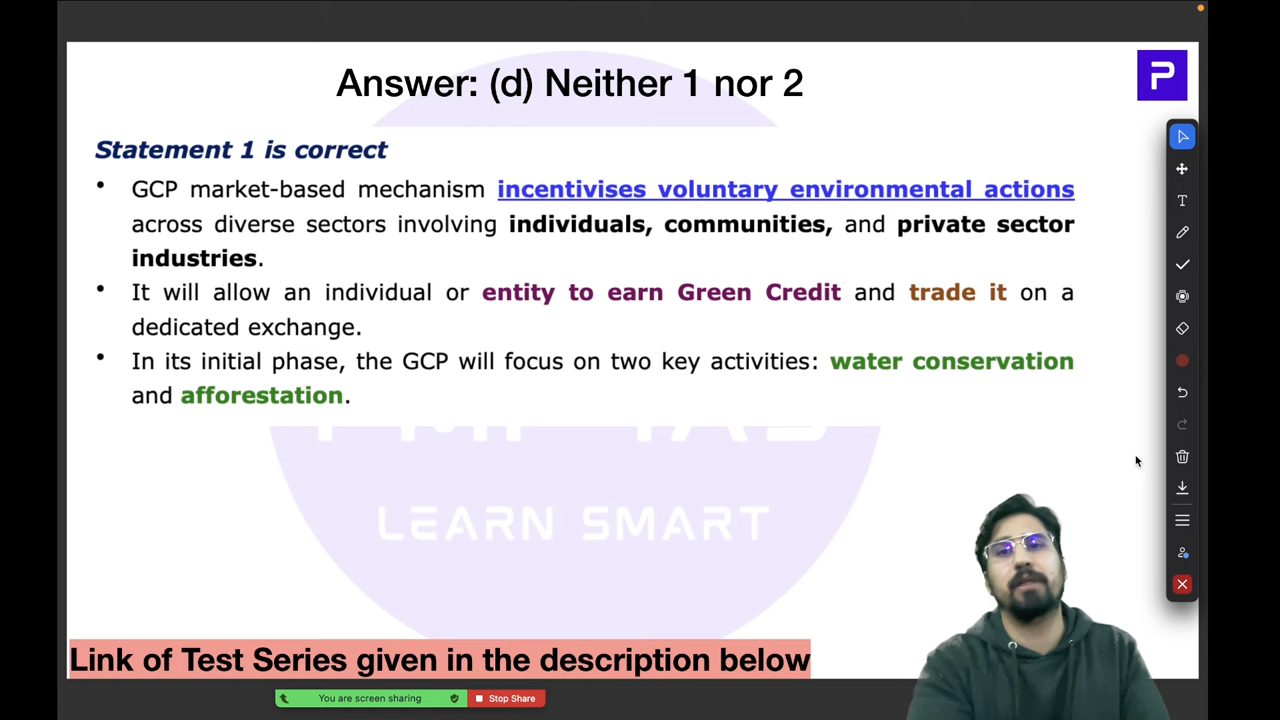 Answer: (d) Neither 1 nor 2
P
Statement 1 is correct
• GCP market-based mechanism incentivises voluntary environmental actions
across diverse sectors involving individuals, communities, and private sector
industries.
• It will allow an individual or entity to earn Green Credit and trade it on a
dedicated exchange.
• In its initial phase, the GCP will focus on two key activities: water conservation
and afforestation.
LEARN SMART
Link of Test Series given in the description below
You are screen sharing
Stop Share